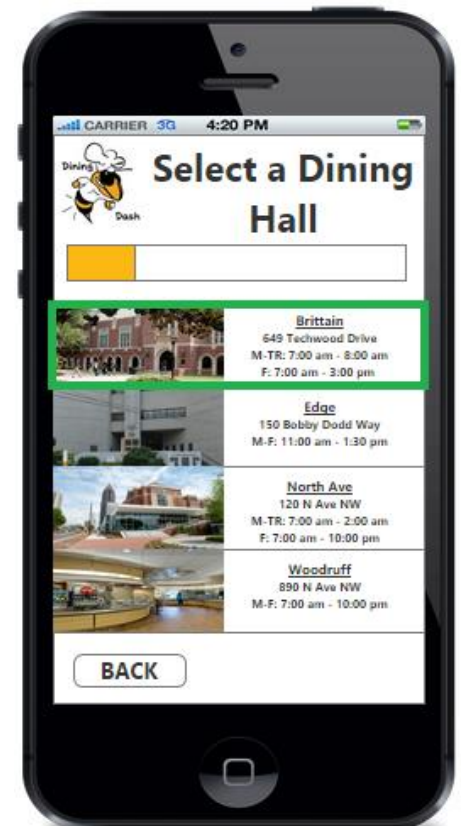 CARRIER 3G 4:20 PM
Dining
Dash
Select a Dining
Hall
Brittain
649 Techwood Drive
M-TR: 7:00 am - 8:00 am
F: 7:00 am - 3:00 pm
Edge
150 Bobby Dodd Way
M-F: 11:00 am - 1:30 pm
North Ave
120 N Ave NW
M-TR: 7:00 am - 2:00 am
F: 7:00 am - 10:00 pm
Woodruff
890 N Ave NW
M-F: 7:00 am - 10:00 pm
BACK